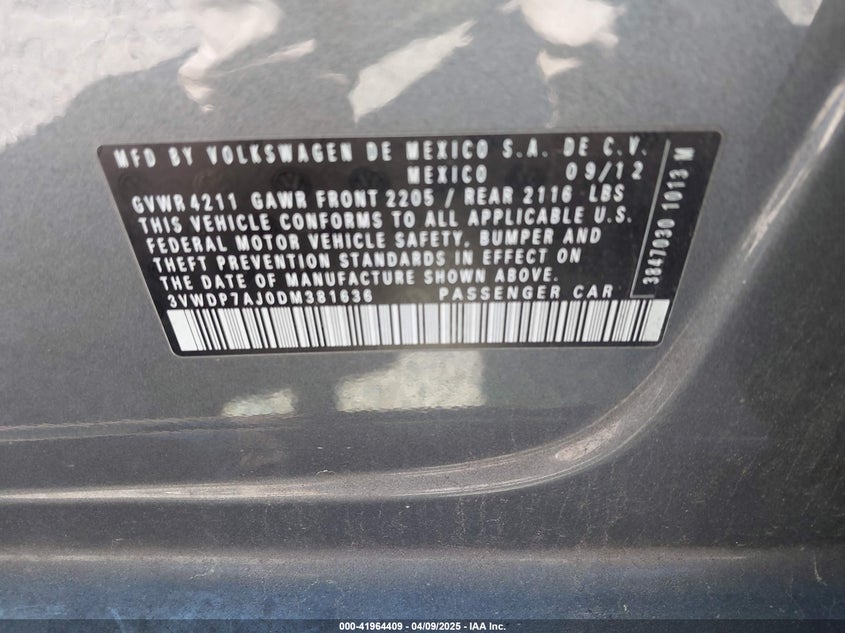 MFD BY VOLKSWAGEN DE MEXICO S.A. DE C.V.
MEXICO 09/12
GVWR 4211 GAWR FRONT 2205 / REAR 2116 LBS
THIS VEHICLE CONFORMS TO ALL APPLICABLE U.S.
FEDERAL MOTOR VEHICLE SAFETY, BUMPER AND
THEFT PREVENTION STANDARDS IN EFFECT ON
THE DATE OF MANUFACTURE SHOWN ABOVE.
3VWDP7AJ0DM381636 PASSENGER CAR
3847030 1013 M
000-41964409 - 04/09/2025 - IAA Inc.